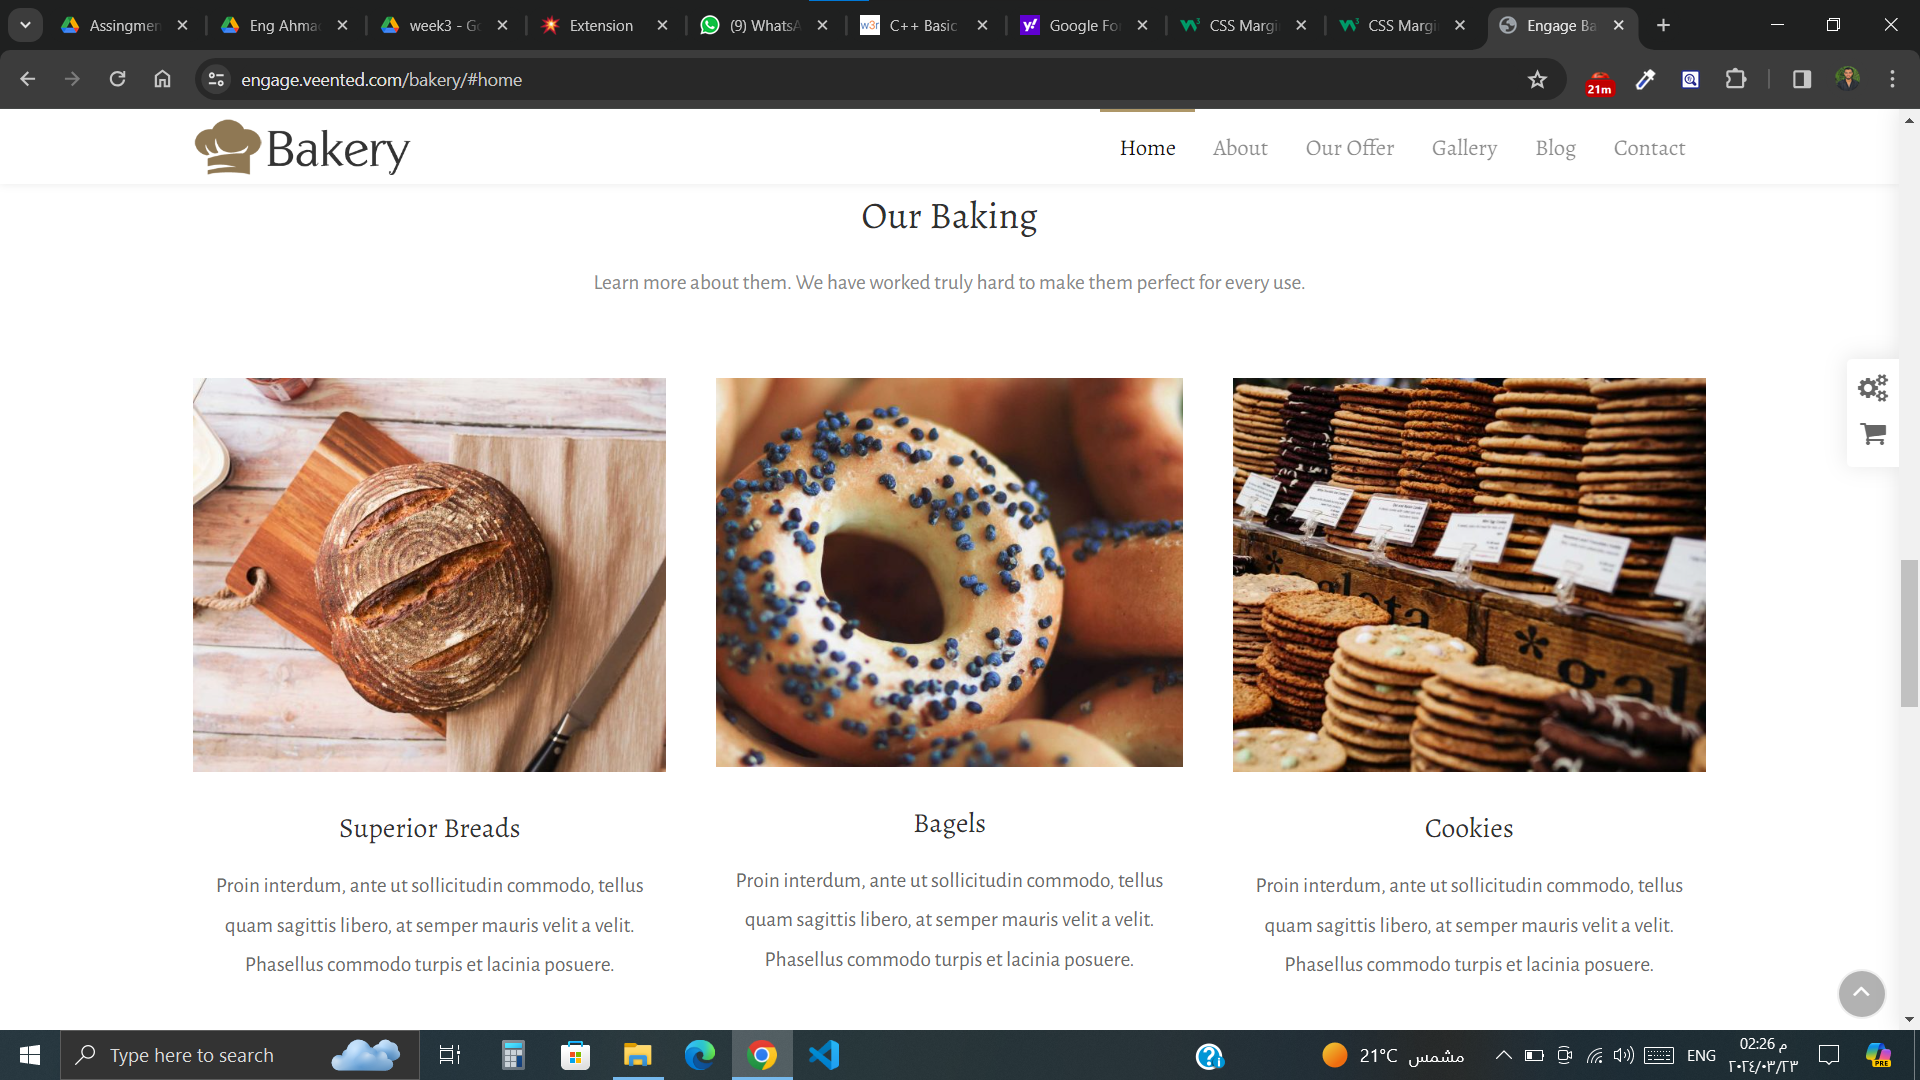 Assingmen
Eng Ahma
week3 - Go
Extension
(9) WhatsA
w3r
C++ Basic
Google Fo
CSS Margi
CSS Margi
Engage Ba
engage.veented.com/bakery/#home
21m
Bakery
Home
About
Our Offer
Gallery
Blog
Contact
Our Baking
Learn more about them. We have worked truly hard to make them perfect for every use.
galeta
gal
Superior Breads
Bagels
Cookies
Proin interdum, ante ut sollicitudin commodo, tellus
quam sagittis libero, at semper mauris velit a velit.
Phasellus commodo turpis et lacinia posuere.
Proin interdum, ante ut sollicitudin commodo, tellus
quam sagittis libero, at semper mauris velit a velit.
Phasellus commodo turpis et lacinia posuere.
Proin interdum, ante ut sollicitudin commodo, tellus
quam sagittis libero, at semper mauris velit a velit.
Phasellus commodo turpis et lacinia posuere.
Type here to search
21°C مشمس
ENG
02:26 م
٢٠٢٤/٠٣/٢٣
PRE